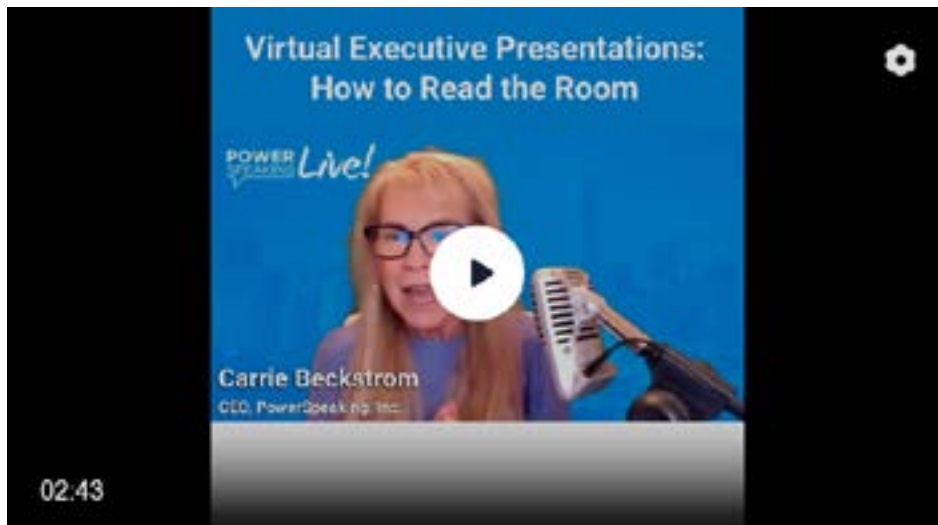 Virtual Executive Presentations:
How to Read the Room
POWER
SPEAKING
Live!
Carrie Beckstrom
CEO, PowerSpeaking, Inc.
02:43